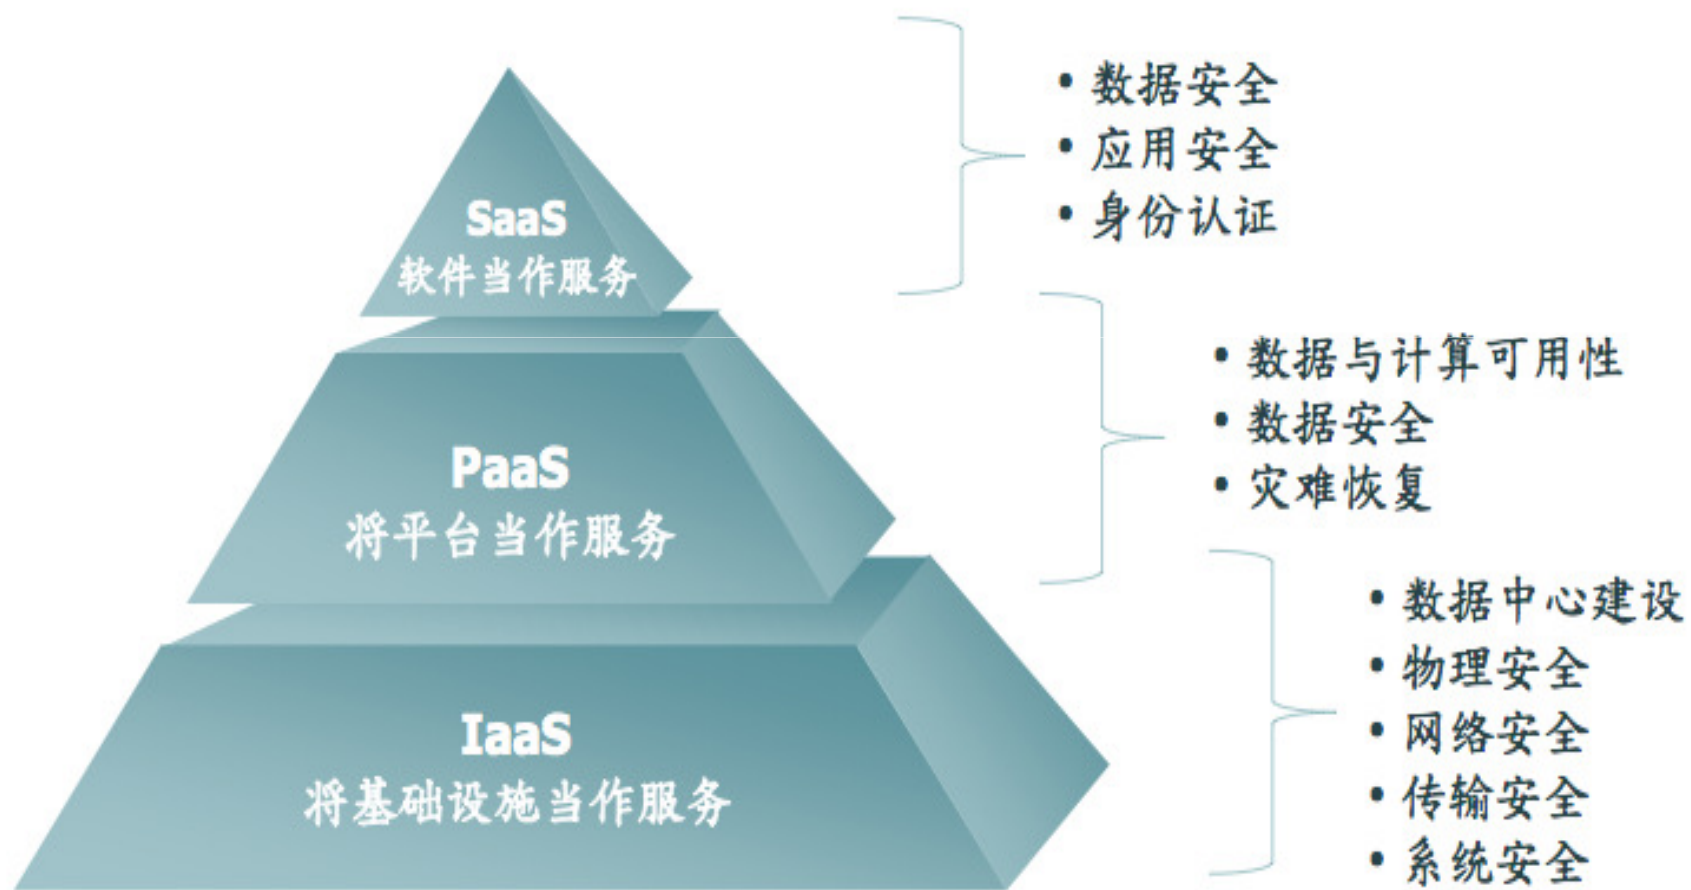 SaaS
软件当作服务
• 数据安全
• 应用安全
• 身份认证
PaaS
将平台当作服务
• 数据与计算可用性
• 数据安全
• 灾难恢复
IaaS
将基础设施当作服务
• 数据中心建设
• 物理安全
• 网络安全
• 传输安全
• 系统安全